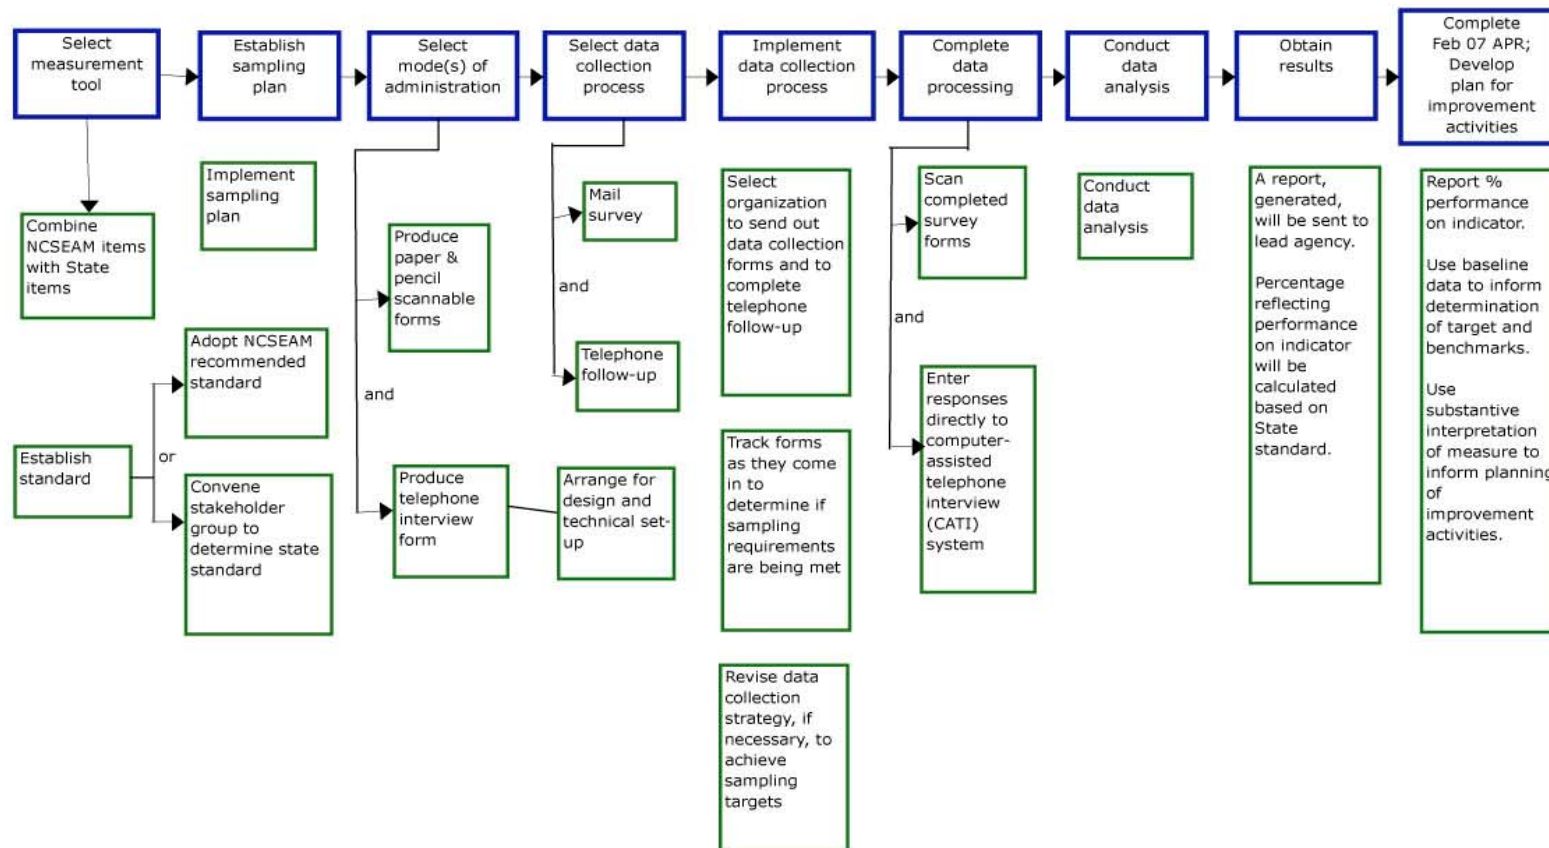 Select
measurement
tool
Establish
sampling
plan
Select
mode(s) of
administration
Select data
collection
process
Implement
data collection
process
Complete
data
processing
Conduct
data
analysis
Obtain
results
Complete
Feb 07 APR;
Develop
plan for
improvement
activities
Combine
NCSEAM items
with State
items
Implement
sampling
plan
Adopt NCSEAM
recommended
standard
Establish
standard
or
Convene
stakeholder
group to
determine state
standard
Produce
paper &
pencil
scannable
forms
and
Produce
telephone
interview
form
Mail
survey
and
Telephone
follow-up
Arrange for
design and
technical set-
up
Select
organization
to send out
data collection
forms and to
complete
telephone
follow-up
Track forms
as they come
in to
determine if
sampling
requirements
are being met
Revise data
collection
strategy, if
necessary, to
achieve
sampling
targets
Scan
completed
survey
forms
and
Enter
responses
directly to
computer-
assisted
telephone
interview
(CATI)
system
Conduct
data
analysis
A report,
generated,
will be sent to
lead agency.
Percentage
reflecting
performance
on indicator
will be
calculated
based on
State
standard.
Report %
performance
on indicator.
Use baseline
data to inform
determination
of target and
benchmarks.
Use
substantive
interpretation
of measure to
inform planning
of
improvement
activities.